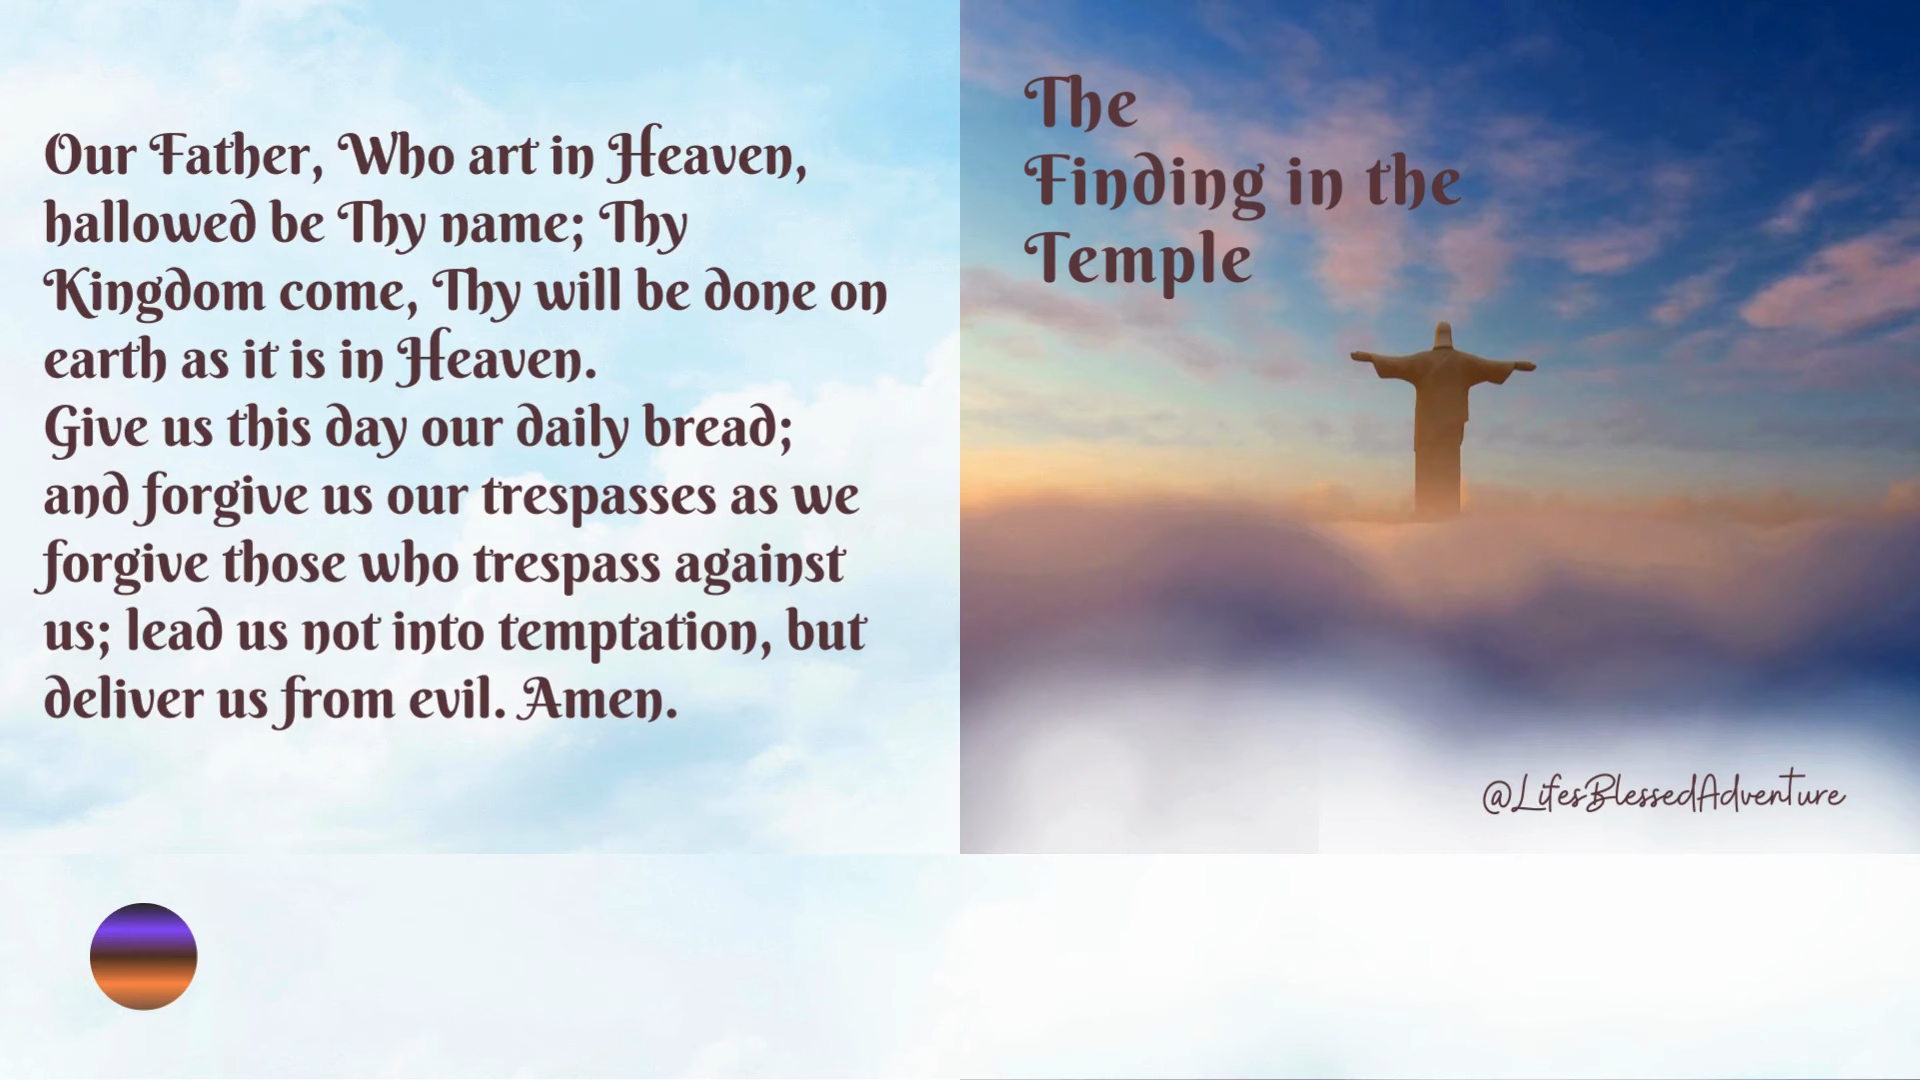 Our Father, Who art in Heaven,
hallowed be Thy name; Thy
Kingdom come, Thy will be done on
earth as it is in Heaven.
Give us this day our daily bread;
and forgive us our trespasses as we
forgive those who trespass against
us; lead us not into temptation, but
deliver us from evil. Amen.
The
Finding in the
Temple
@LifesBlessedAdventure